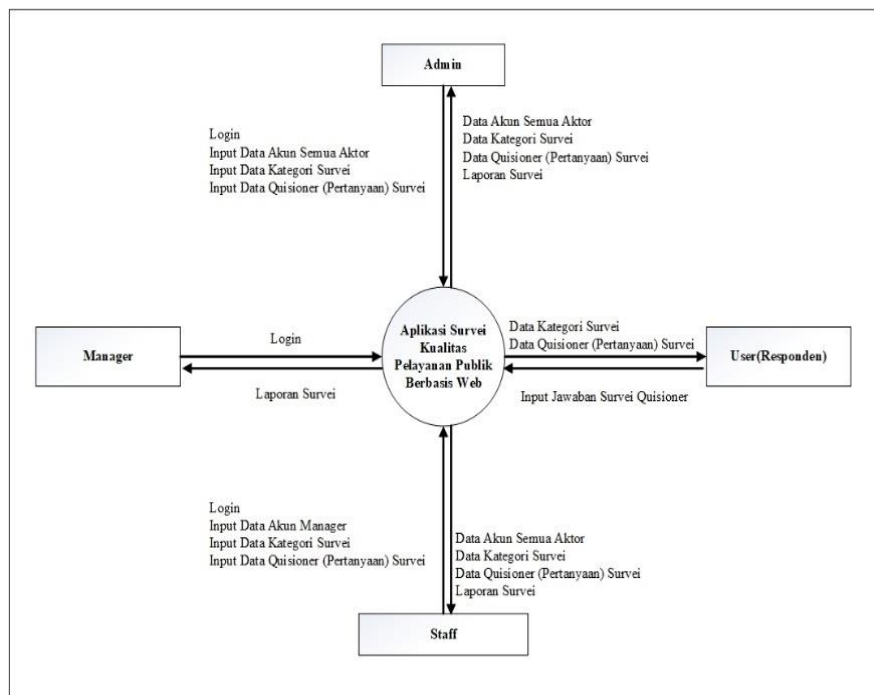 Admin
Login
Input Data Akun Semua Aktor
Input Data Kategori Survei
Input Data Quisioner (Pertanyaan) Survei
Data Akun Semua Aktor
Data Kategori Survei
Data Quisioner (Pertanyaan) Survei
Laporan Survei
Manager
Login
Laporan Survei
Aplikasi Survei
Kualitas
Pelayanan Publik
Berbasis Web
Data Kategori Survei
Data Quisioner (Pertanyaan) Survei
Input Jawaban Survei Quisioner
User(Responden)
Login
Input Data Akun Manager
Input Data Kategori Survei
Input Data Quisioner (Pertanyaan) Survei
Data Akun Semua Aktor
Data Kategori Survei
Data Quisioner (Pertanyaan) Survei
Laporan Survei
Staff